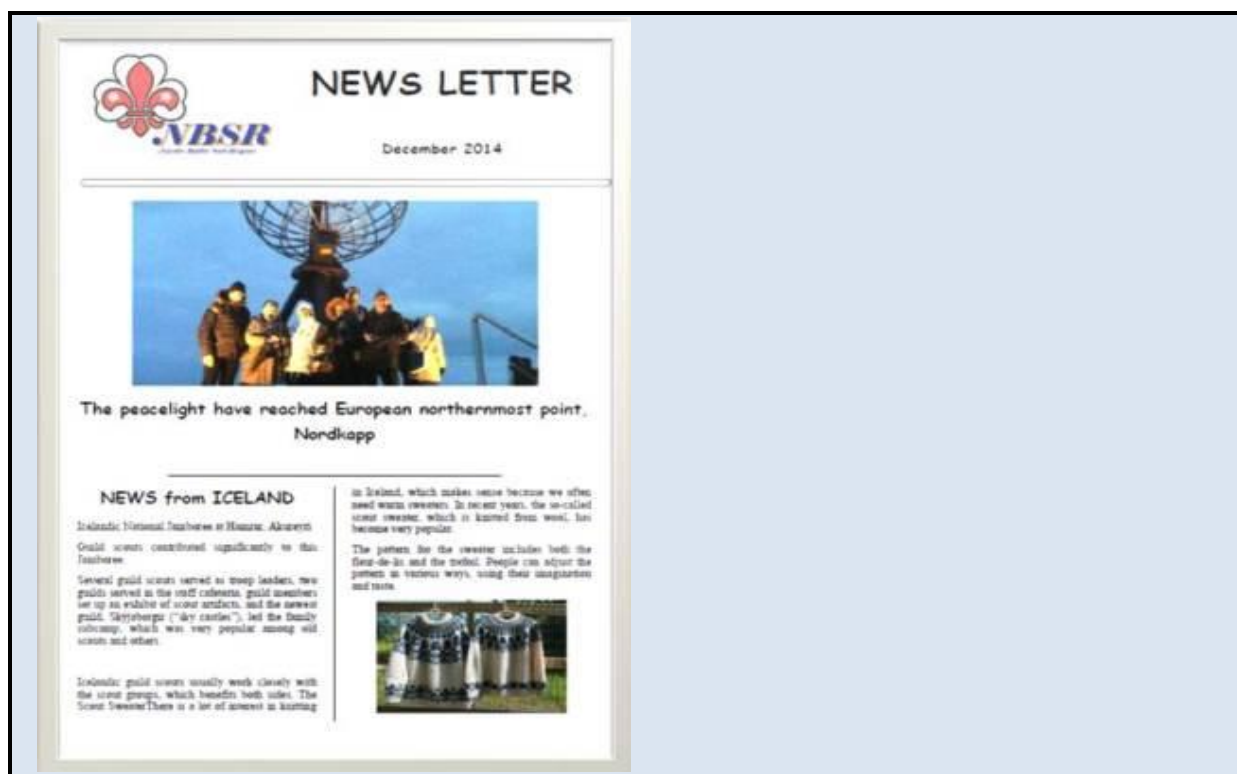 NBSR
NEWS LETTER
December 2014
The peacelight have reached European northernmost point,
Nordkapp
NEWS from ICELAND
Icelandic National Jamboree at Hamrar, Akureyri
Guild scouts contributed significantly to this
Jamboree
Several guild scouts served as troop leaders, two
guilds served in the staff cafeteria, guild members
set up an exhibit of scout artifacts, and the newest
guild, ("sky castles"), led the family
subcamp, which was very popular among old
scouts and others.
Icelandic guild scouts usually work closely with
the scout groups, which benefits both sides. The
Scout SweaterThere is a lot of interest in knitting
in Iceland, which makes sense because we often
need warm sweaters. In recent years, the so-called
scout sweater, which is knitted from wool, has
become very popular.
The pattern for the sweater includes both the
fleur-de-lis and the trefoil. People can adjust the
pattern in various ways, using their imagination
and taste.